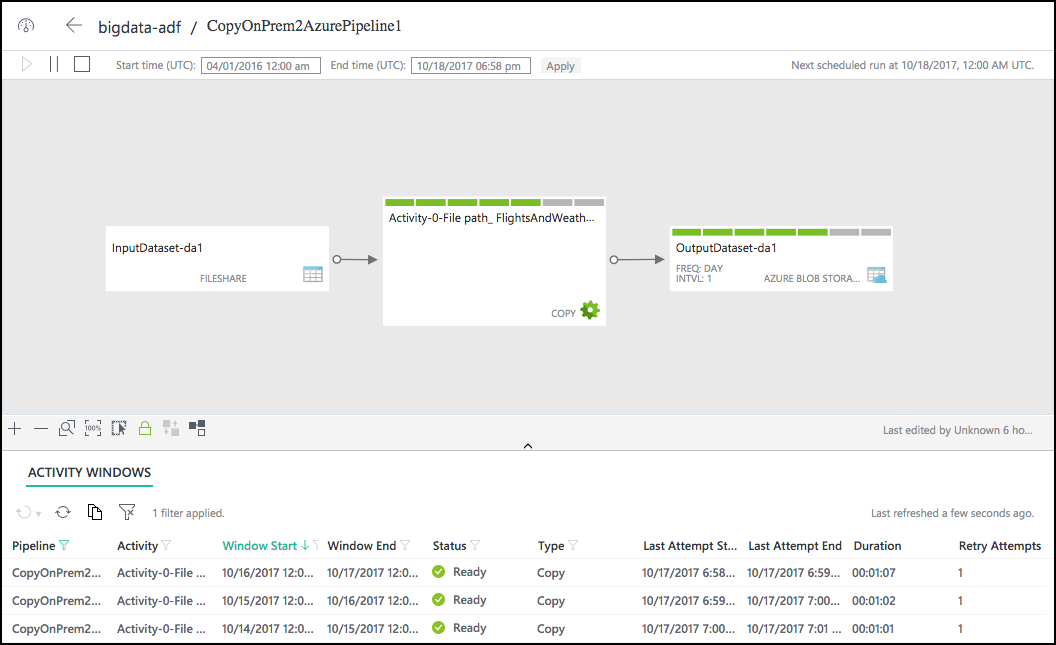 bigdata-adf / CopyOnPrem2AzurePipeline1
Start time (UTC): 04/01/2016 12:00 am End time (UTC): 10/18/2017 06:58 pm Apply Next scheduled run at 10/18/2017, 12:00 AM UTC.
Activity-0-File path_ FlightsAndWeath...
InputDataset-da1
OutputDataset-da1
FREQ: DAY
FILESHARE
INTVL: 1 AZURE BLOB STORA...
COPY
100%
Last edited by Unknown 6 ho...
ACTIVITY WINDOWS
1 filter applied. Last refreshed a few seconds ago.
Pipeline Activity Window Start Window End Status Type Last Attempt St... Last Attempt End Duration Retry Attempts
CopyOnPrem2... Activity-0-File ... 10/16/2017 12:0... 10/17/2017 12:0... Ready Copy 10/17/2017 6:58... 10/17/2017 6:59... 00:01:07 1
CopyOnPrem2... Activity-0-File ... 10/15/2017 12:0... 10/16/2017 12:0... Ready Copy 10/17/2017 6:59... 10/17/2017 7:00... 00:01:02 1
CopyOnPrem2... Activity-0-File ... 10/14/2017 12:0... 10/15/2017 12:0... Ready Copy 10/17/2017 7:00... 10/17/2017 7:01 ... 00:01:01 1